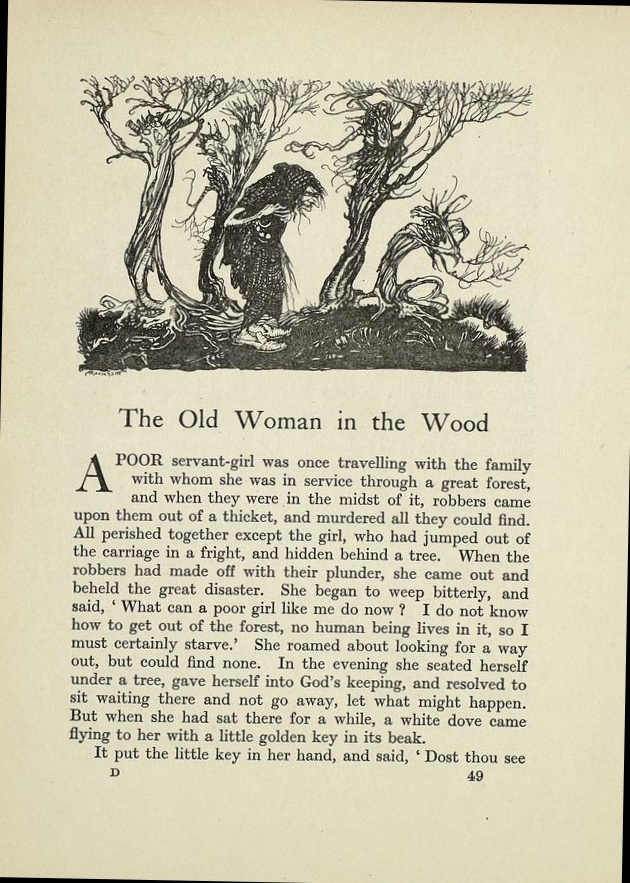 The Old Woman in the Wood
A POOR servant-girl was once travelling with the family
with whom she was in service through a great forest,
and when they were in the midst of it, robbers came
upon them out of a thicket, and murdered all they could find.
All perished together except the girl, who had jumped out of
the carriage in a fright, and hidden behind a tree. When the
robbers had made off with their plunder, she came out and
beheld the great disaster. She began to weep bitterly, and
said, ‘ What can a poor girl like me do now ? I do not know
how to get out of the forest, no human being lives in it, so I
must certainly starve.’ She roamed about looking for a way
out, but could find none. In the evening she seated herself
under a tree, gave herself into God’s keeping, and resolved to
sit waiting there and not go away, let what might happen.
But when she had sat there for a while, a white dove came
flying to her with a little golden key in its beak.
It put the little key in her hand, and said, ‘ Dost thou see
D 49